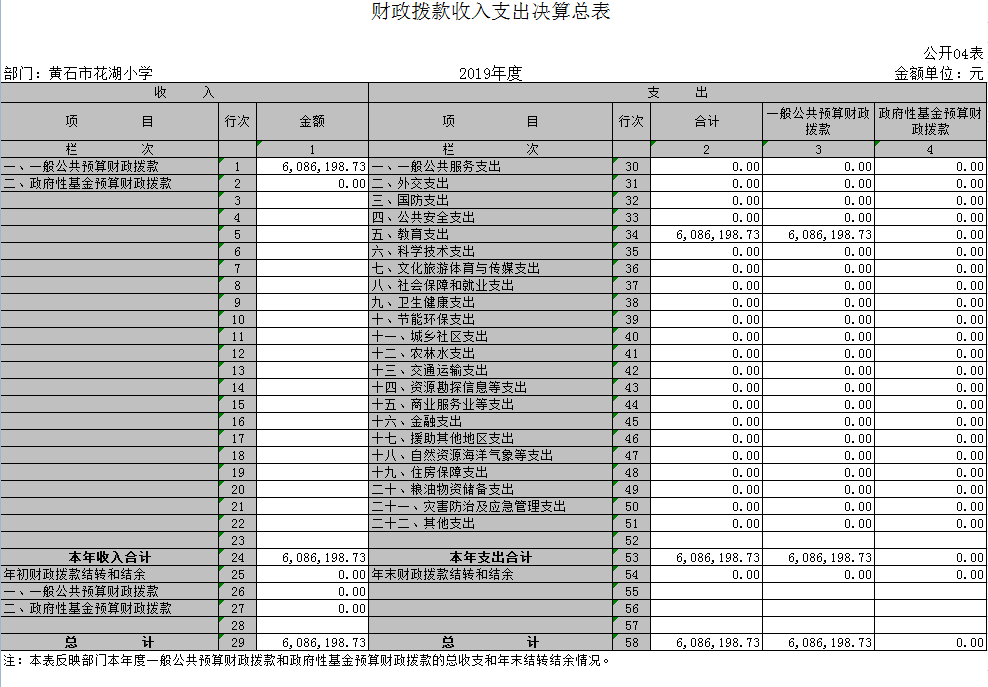 财政拨款收入支出决算总表
公开04表
部门：黄石市花湖小学 2019年度 金额单位：元
收 入 支 出
项 目 行次 金额 项 目 行次 合计 一般公共预算财政拨款 政府性基金预算财政拨款
栏 次 1 栏 次 2 3 4
一、一般公共预算财政拨款 1 6,086,198.73 一、一般公共服务支出 30 0.00 0.00 0.00
二、政府性基金预算财政拨款 2 0.00 二、外交支出 31 0.00 0.00 0.00
3 三、国防支出 32 0.00 0.00 0.00
4 四、公共安全支出 33 0.00 0.00 0.00
5 五、教育支出 34 6,086,198.73 6,086,198.73 0.00
6 六、科学技术支出 35 0.00 0.00 0.00
7 七、文化旅游体育与传媒支出 36 0.00 0.00 0.00
8 八、社会保障和就业支出 37 0.00 0.00 0.00
9 九、卫生健康支出 38 0.00 0.00 0.00
10 十、节能环保支出 39 0.00 0.00 0.00
11 十一、城乡社区支出 40 0.00 0.00 0.00
12 十二、农林水支出 41 0.00 0.00 0.00
13 十三、交通运输支出 42 0.00 0.00 0.00
14 十四、资源勘探信息等支出 43 0.00 0.00 0.00
15 十五、商业服务业等支出 44 0.00 0.00 0.00
16 十六、金融支出 45 0.00 0.00 0.00
17 十七、援助其他地区支出 46 0.00 0.00 0.00
18 十八、自然资源海洋气象等支出 47 0.00 0.00 0.00
19 十九、住房保障支出 48 0.00 0.00 0.00
20 二十、粮油物资储备支出 49 0.00 0.00 0.00
21 二十一、灾害防治及应急管理支出 50 0.00 0.00 0.00
22 二十二、其他支出 51 0.00 0.00 0.00
23 52
本年收入合计 24 6,086,198.73 本年支出合计 53 6,086,198.73 6,086,198.73 0.00
年初财政拨款结转和结余 25 0.00 年末财政拨款结转和结余 54 0.00 0.00 0.00
一、一般公共预算财政拨款 26 0.00 55
二、政府性基金预算财政拨款 27 0.00 56
28 57
总 计 29 6,086,198.73 总 计 58 6,086,198.73 6,086,198.73 0.00
注：本表反映部门本年度一般公共预算财政拨款和政府性基金预算财政拨款的总收支和年末结转结余情况。